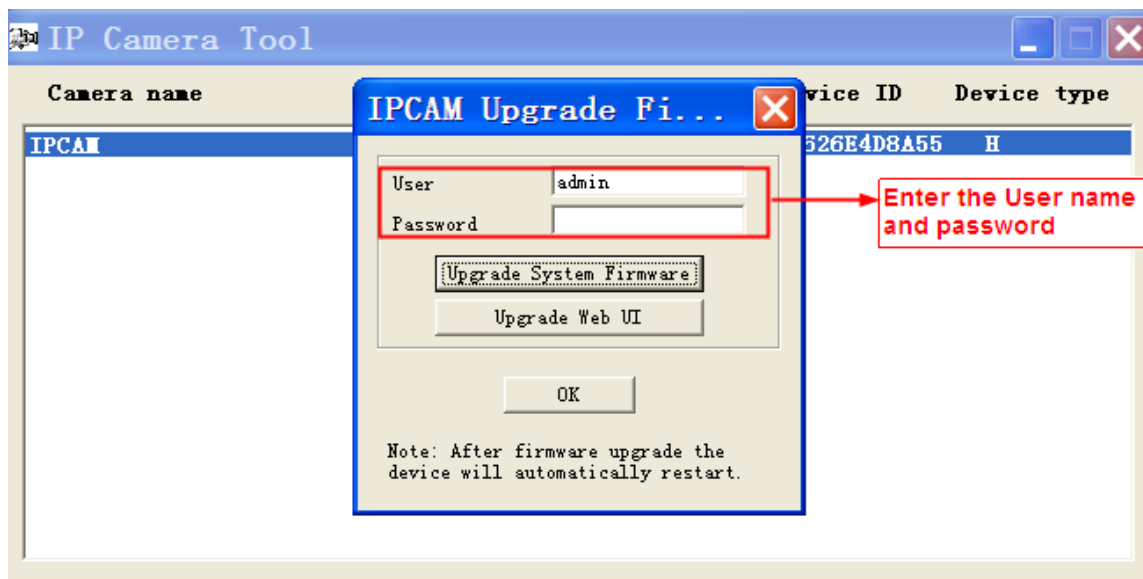 IP Camera Tool
Camera name
vice ID
Device type
IPCAM
626E4D8A55
H
IPCAM Upgrade Fi...
User
admin
Password
Upgrade System Firmware
Upgrade Web UI
OK
Note: After firmware upgrade the
device will automatically restart.
Enter the User name
and password